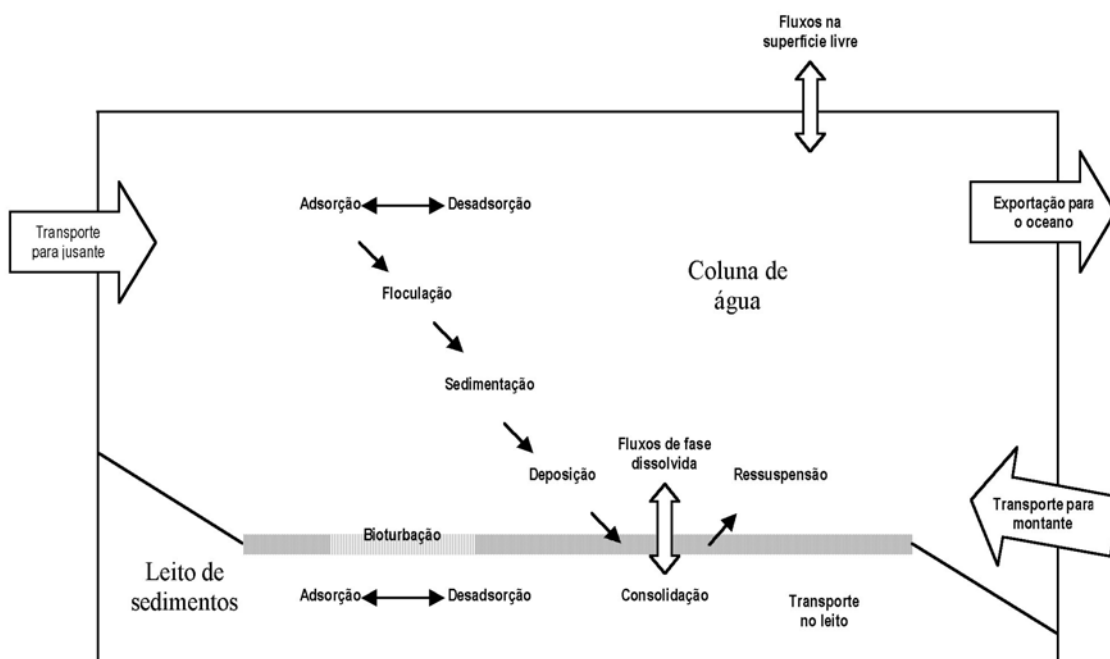 Fluxos na
superfície livre
Transporte
para jusante
Adsorção
Desadsorção
Exportação para
o oceano
Floculação
Coluna de
água
Sedimentação
Deposição
Fluxos de fase
dissolvida
Ressuspensão
Transporte para
montante
Bioturbação
Leito de
sedimentos
Adsorção
Desadsorção
Consolidação
Transporte
no leito